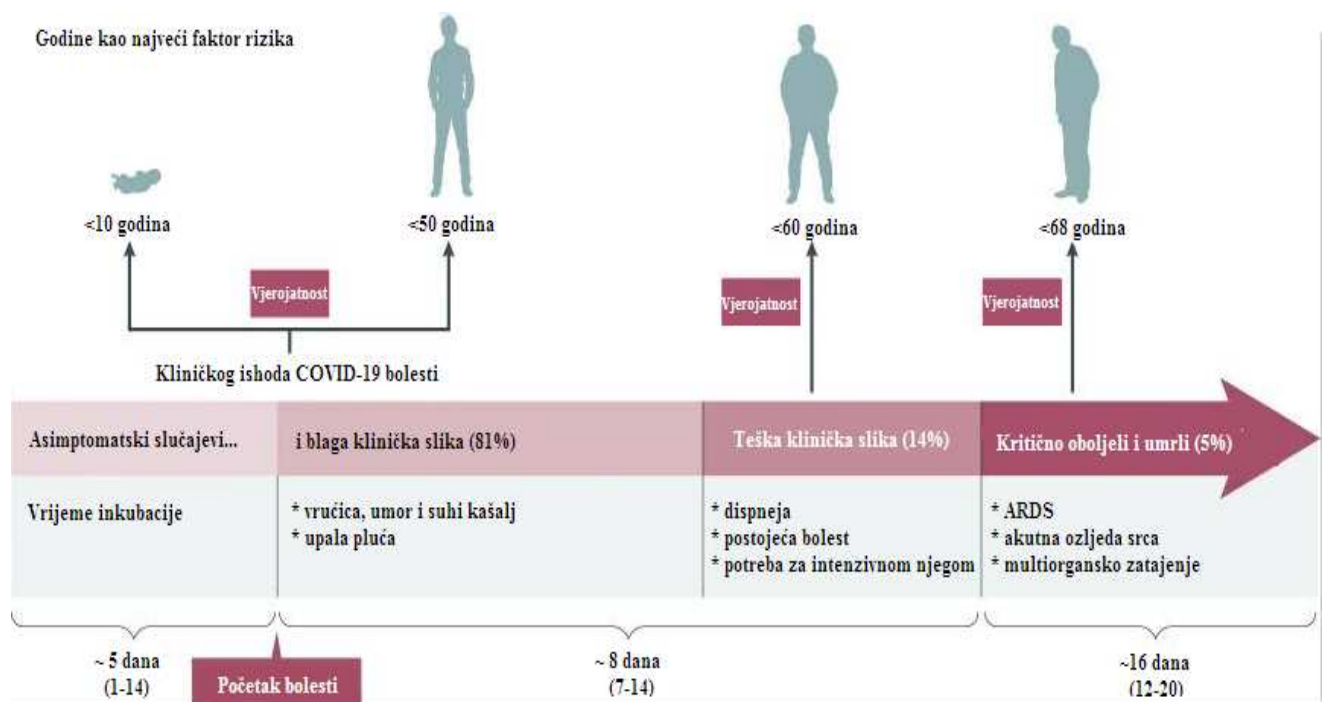 Godine kao najveći faktor rizika
<10 godina
<50 godina
<60 godina
<68 godina
Vjerojatnost
Vjerojatnost
Vjerojatnost
Kliničkog ishoda COVID-19 bolesti
Asimptomatski slučajevi...
i blaga klinička slika (81%)
Teška klinička slika (14%)
Kritično oboljeli i umrli (5%)
Vrijeme inkubacije
* vrućica, umor i suhi kašalj
* upala pluća
* dispneja
* postojeća bolest
* potreba za intenzivnom njegom
* ARDS
* akutna ozljeda srca
* multiorgansko zatajenje
~ 5 dana
(1-14)
Početak bolesti
~ 8 dana
(7-14)
~16 dana
(12-20)